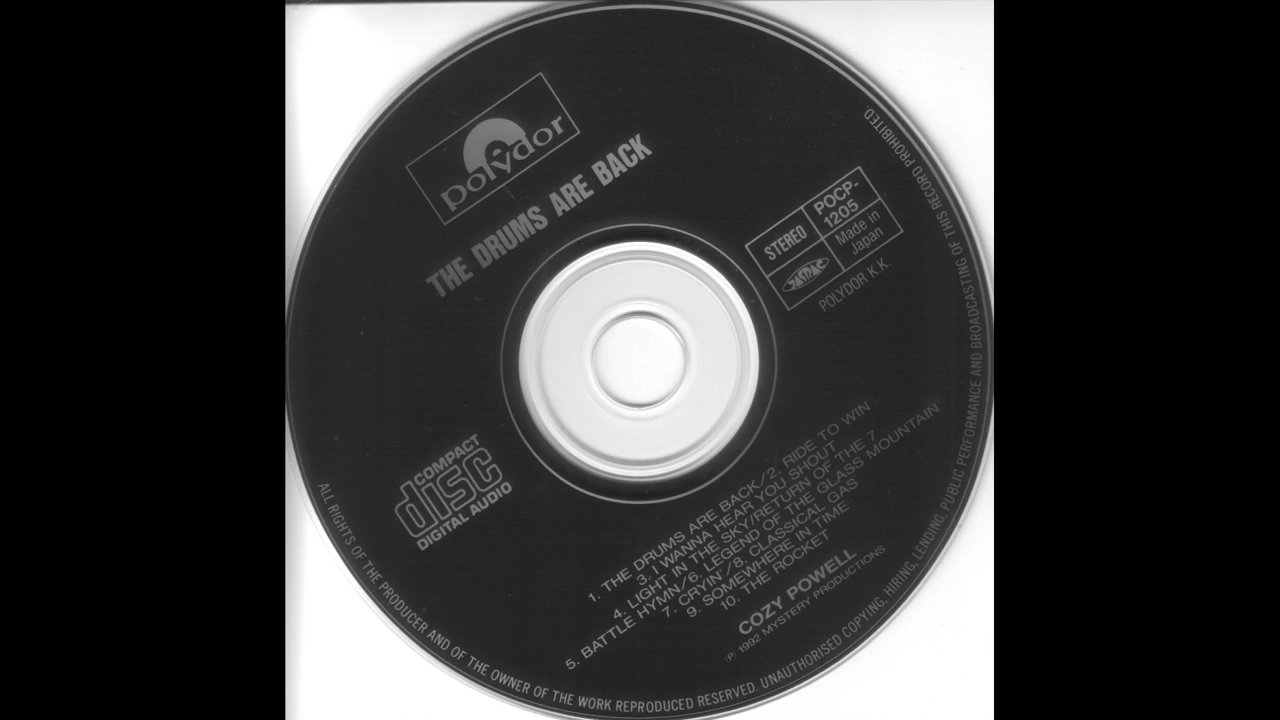 polydor
THE DRUMS ARE BACK
STEREO
POCP-
1205
JASRAC
Made in
Japan
POLYDOR K.K.
COMPACT
disc
DIGITAL AUDIO
1. THE DRUMS ARE BACK/2. RIDE TO WIN
3. I WANNA HEAR YOU SHOUT
4. LIGHT IN THE SKY/RETURN OF THE 7
5. BATTLE HYMN/6. LEGEND OF THE GLASS MOUNTAIN
7. CRYIN'/8. CLASSICAL GAS
9. SOMEWHERE IN TIME
10. THE ROCKET
COZY POWELL
℗ 1992 MYSTERY PRODUCTIONS
ALL RIGHTS OF THE PRODUCER AND OF THE OWNER OF THE WORK REPRODUCED RESERVED. UNAUTHORISED COPYING, HIRING, LENDING, PUBLIC PERFORMANCE AND BROADCASTING OF THIS RECORD PROHIBITED.